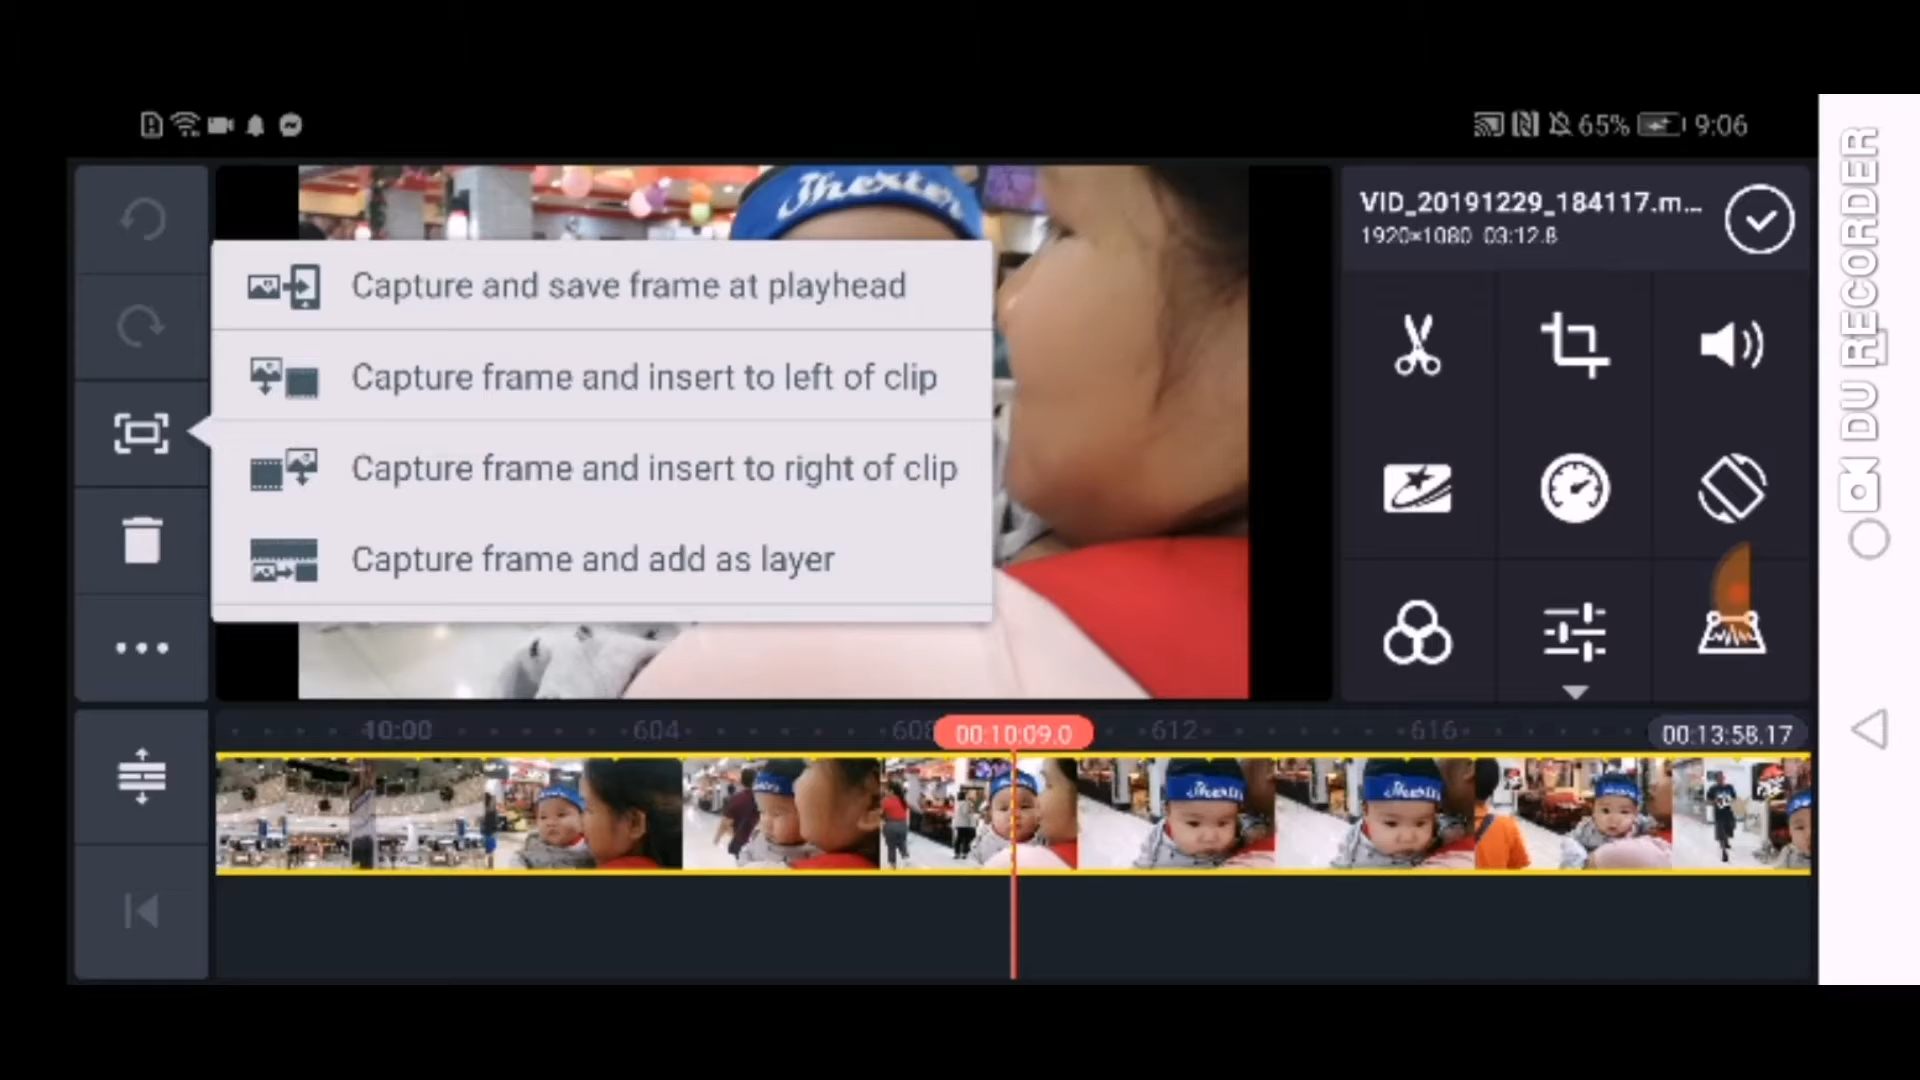 65% 9:06
Jhexter
VID_20191229_184117.m...
1920×1080 03:12.8
Capture and save frame at playhead
Capture frame and insert to left of clip
Capture frame and insert to right of clip
Capture frame and add as layer
10:00 604 608 00:10:09.0 612 616 00:13:58.17
DU RECORDER